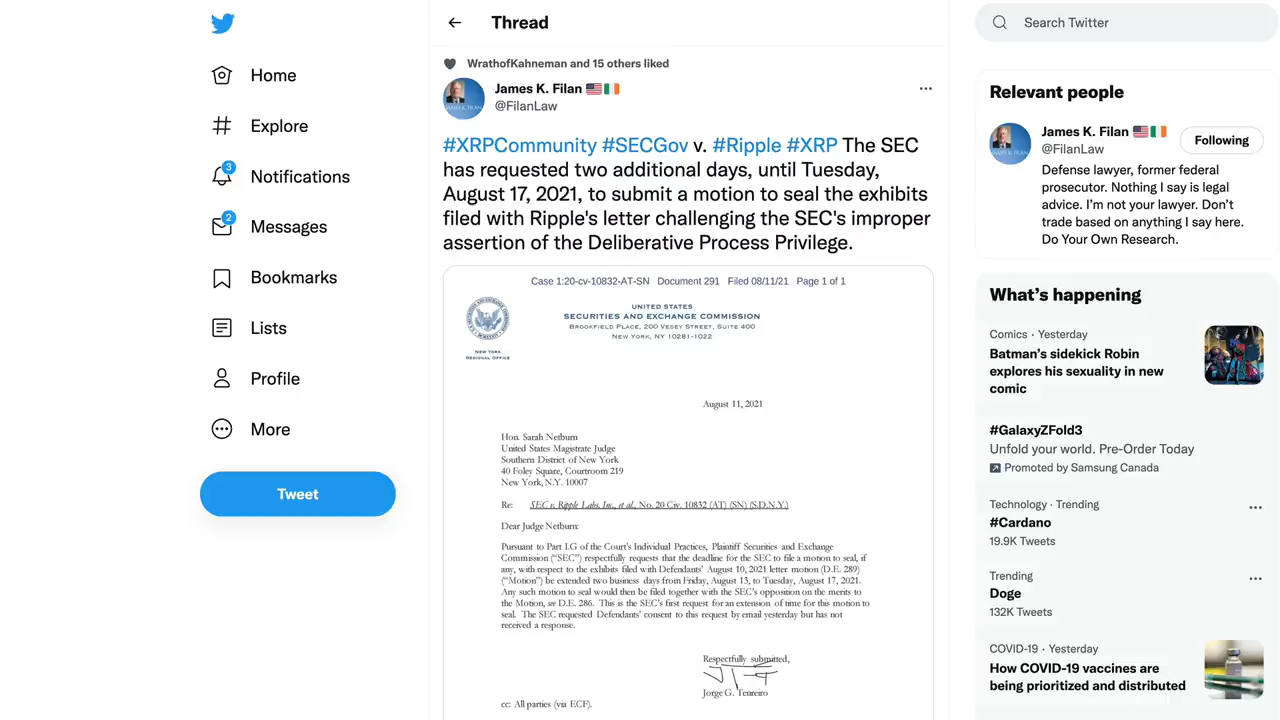 Home
Explore
3
Notifications
2
Messages
Bookmarks
Lists
Profile
More
Tweet
Thread
WrathofKahneman and 15 others liked
James K. Filan 🇺🇸🇮🇪
@FilanLaw
#XRPCommunity #SECGov v. #Ripple #XRP The SEC
has requested two additional days, until Tuesday,
August 17, 2021, to submit a motion to seal the exhibits
filed with Ripple's letter challenging the SEC's improper
assertion of the Deliberative Process Privilege.
Case 1:20-cv-10832-AT-SN Document 291 Filed 08/11/21 Page 1 of 1
UNITED STATES
SECURITIES AND EXCHANGE COMMISSION
BROOKFIELD PLACE, 200 VESEY STREET, SUITE 400
NEW YORK, NY 10281-1022
NEW YORK
REGIONAL OFFICE
August 11, 2021
Hon. Sarah Netburn
United States Magistrate Judge
Southern District of New York
40 Foley Square, Courtroom 219
New York, N.Y. 10007
Re: SEC v. Ripple Labs, Inc., et al., No. 20 Civ. 10832 (AT) (SN) (S.D.N.Y.)
Dear Judge Netburn:
Pursuant to Part I.G of the Court's Individual Practices, Plaintiff Securities and Exchange
Commission ("SEC") respectfully requests that the deadline for the SEC to file a motion to seal, if
any, with respect to the exhibits filed with Defendants' August 10, 2021 letter motion (D.E. 289)
("Motion") be extended two business days from Friday, August 13, to Tuesday, August 17, 2021.
Any such motion to seal would then be filed together with the SEC's opposition on the merits to
the Motion, see D.E. 286. This is the SEC's first request for an extension of time for this motion to
seal. The SEC requested Defendants' consent to this request by email yesterday but has not
received a response.
Respectfully submitted,
Jorge G. Tenreiro
cc: All parties (via ECF).
Search Twitter
Relevant people
James K. Filan 🇺🇸🇮🇪
@FilanLaw
Following
Defense lawyer, former federal
prosecutor. Nothing I say is legal
advice. I'm not your lawyer. Don't
trade based on anything I say here.
Do Your Own Research.
What's happening
Comics · Yesterday
Batman's sidekick Robin
explores his sexuality in new
comic
#GalaxyZFold3
Unfold your world. Pre-Order Today
Promoted by Samsung Canada
Technology · Trending
#Cardano
19.9K Tweets
Trending
Doge
132K Tweets
COVID-19 · Yesterday
How COVID-19 vaccines are
being prioritized and distributed